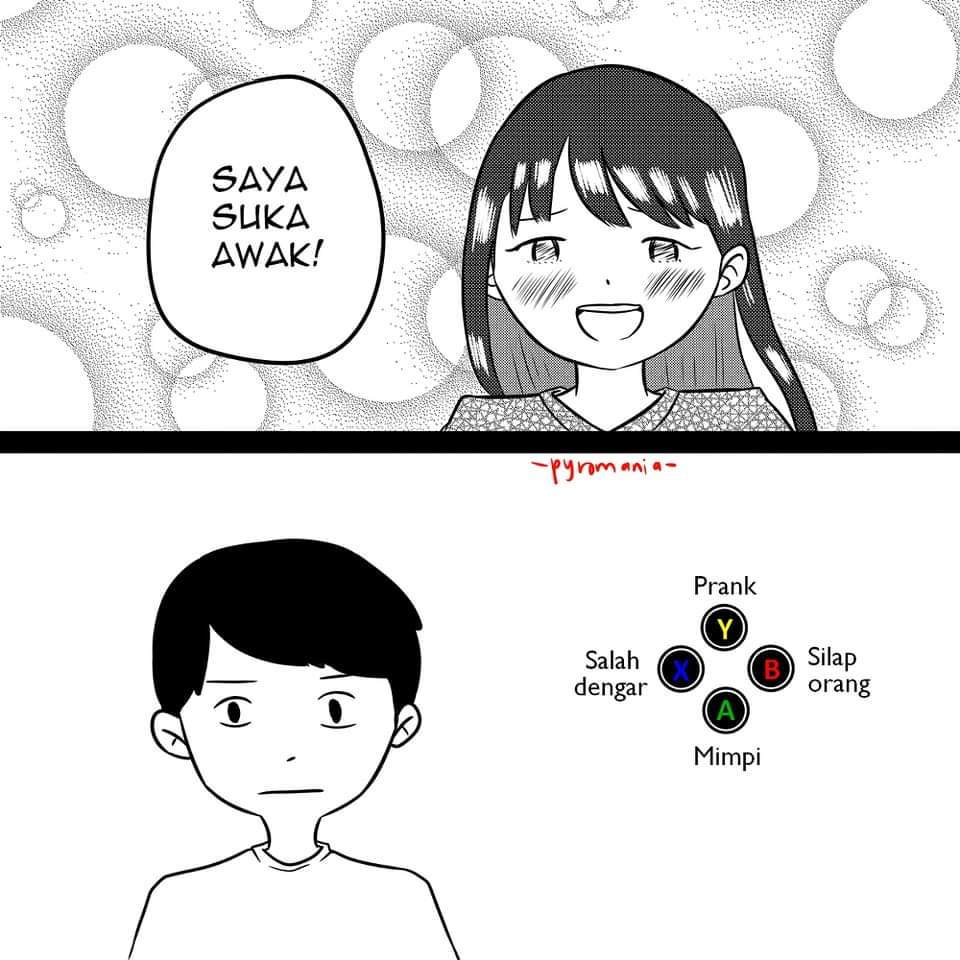 SAYA
SUKA
AWAK!
-pyromania-
Prank
Y
Salah
dengar
X
B
Silap
orang
A
Mimpi